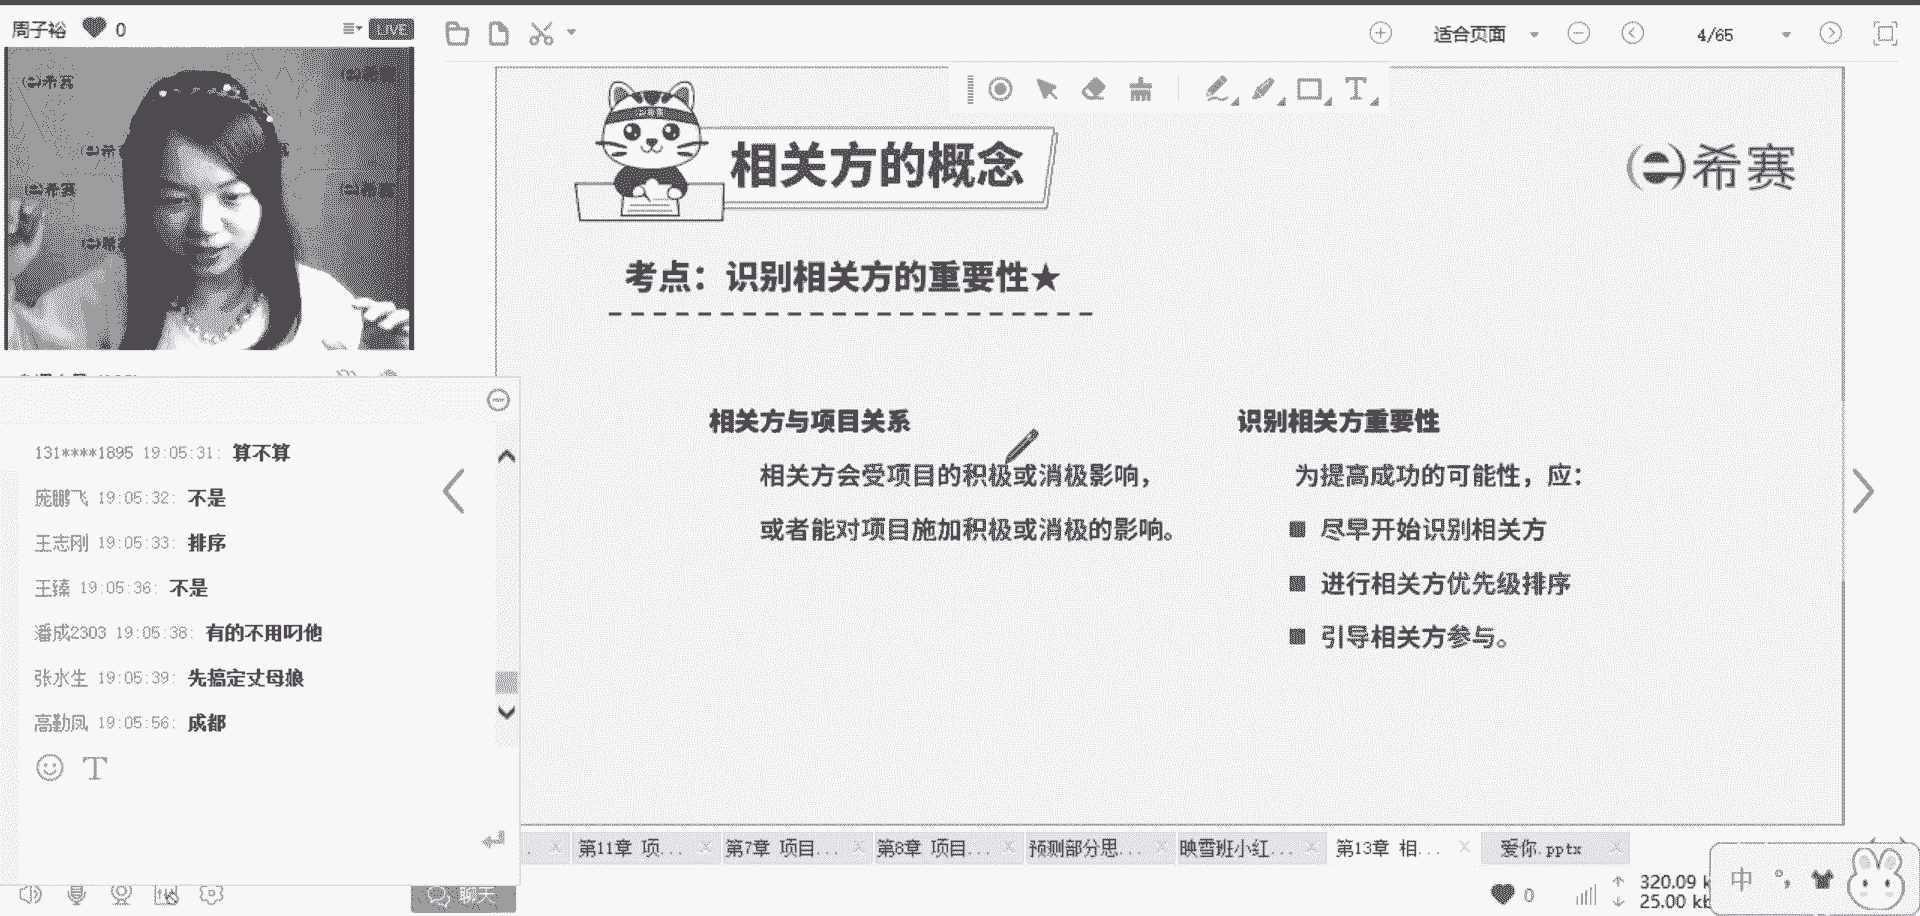 周子裕 0 LIVE
适合页面 4/65
希赛
希赛
希赛
希赛
相关方的概念
希赛
考点：识别相关方的重要性★
相关方与项目关系
相关方会受项目的积极或消极影响，
或者能对项目施加积极或消极的影响。
识别相关方重要性
为提高成功的可能性，应：
■ 尽早开始识别相关方
■ 进行相关方优先级排序
■ 引导相关方参与。
131****1895 19:05:31: 算不算
庞鹏飞 19:05:32: 不是
王志刚 19:05:33: 排序
王臻 19:05:36: 不是
潘成2303 19:05:38: 有的不用叼他
张水生 19:05:39: 先搞定丈母娘
高勤凤 19:05:56: 成都
T
聊天
第11章 项...
第7章 项目...
第8章 项目...
预测部分思...
映雪班小红...
第13章 相...
爱你.pptx
0
320.09 k
25.00 kb
中